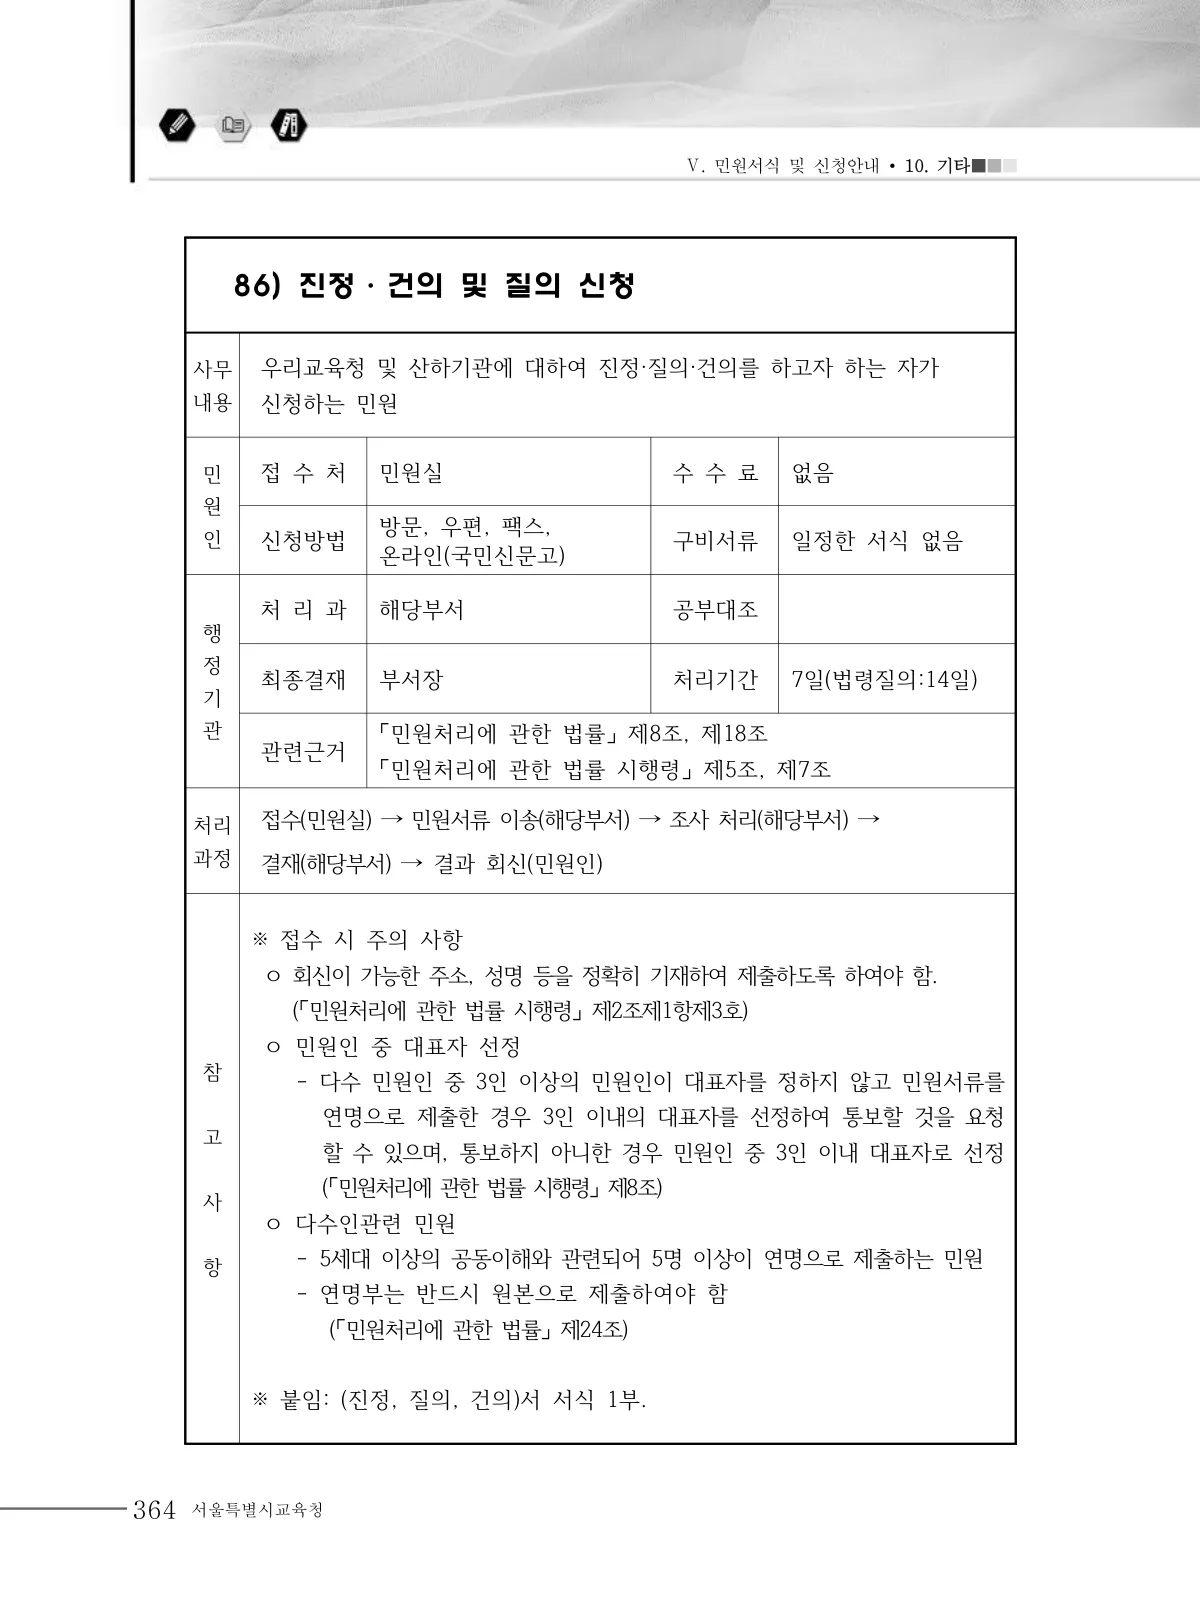 Ⅴ. 민원서식 및 신청안내 • 10. 기타
86) 진정 · 건의 및 질의 신청
사무
내용
우리교육청 및 산하기관에 대하여 진정·질의·건의를 하고자 하는 자가
신청하는 민원
민
원
인
접 수 처
민원실
수 수 료
없음
신청방법
방문, 우편, 팩스,
온라인(국민신문고)
구비서류
일정한 서식 없음
행
정
기
관
처 리 과
해당부서
공부대조
최종결재
부서장
처리기간
7일(법령질의:14일)
관련근거
「민원처리에 관한 법률」 제8조, 제18조
「민원처리에 관한 법률 시행령」 제5조, 제7조
처리
과정
접수(민원실) → 민원서류 이송(해당부서) → 조사 처리(해당부서) →
결재(해당부서) → 결과 회신(민원인)
참
고
사
항
※ 접수 시 주의 사항
ㅇ 회신이 가능한 주소, 성명 등을 정확히 기재하여 제출하도록 하여야 함.
(「민원처리에 관한 법률 시행령」 제2조제1항제3호)
ㅇ 민원인 중 대표자 선정
- 다수 민원인 중 3인 이상의 민원인이 대표자를 정하지 않고 민원서류를
연명으로 제출한 경우 3인 이내의 대표자를 선정하여 통보할 것을 요청
할 수 있으며, 통보하지 아니한 경우 민원인 중 3인 이내 대표자로 선정
(「민원처리에 관한 법률 시행령」 제8조)
ㅇ 다수인관련 민원
- 5세대 이상의 공동이해와 관련되어 5명 이상이 연명으로 제출하는 민원
- 연명부는 반드시 원본으로 제출하여야 함
(「민원처리에 관한 법률」 제24조)
※ 붙임: (진정, 질의, 건의)서 서식 1부.
364 서울특별시교육청